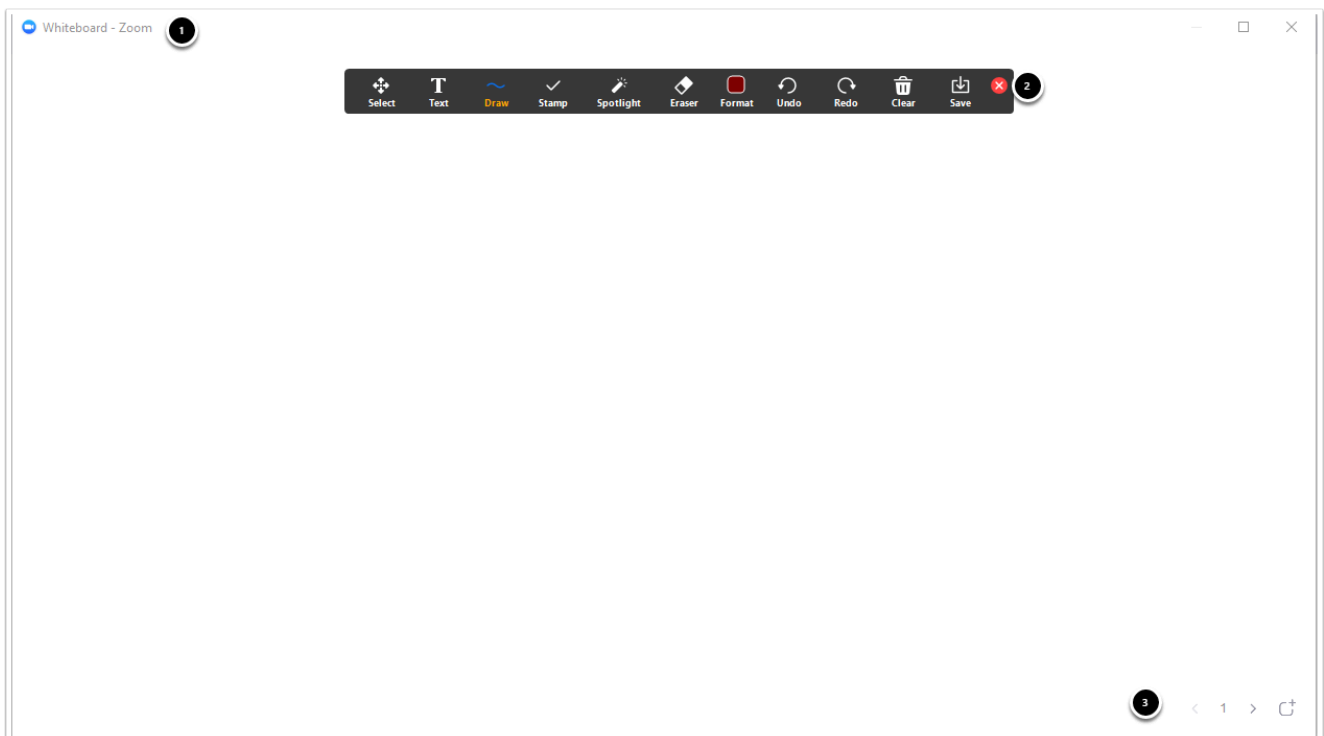 Whiteboard - Zoom 1
Select Text Draw Stamp Spotlight Eraser Format Undo Redo Clear Save 2
3 1